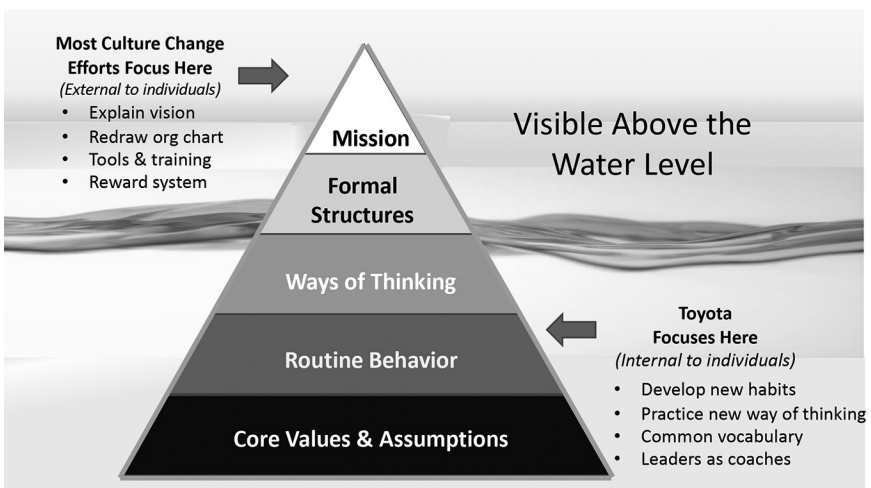 Most Culture Change
Efforts Focus Here
(External to individuals)
• Explain vision
• Redraw org chart
• Tools & training
• Reward system
Visible Above the
Water Level
Mission
Formal
Structures
Ways of Thinking
Routine Behavior
Core Values & Assumptions
Toyota
Focuses Here
(Internal to individuals)
• Develop new habits
• Practice new way of thinking
• Common vocabulary
• Leaders as coaches